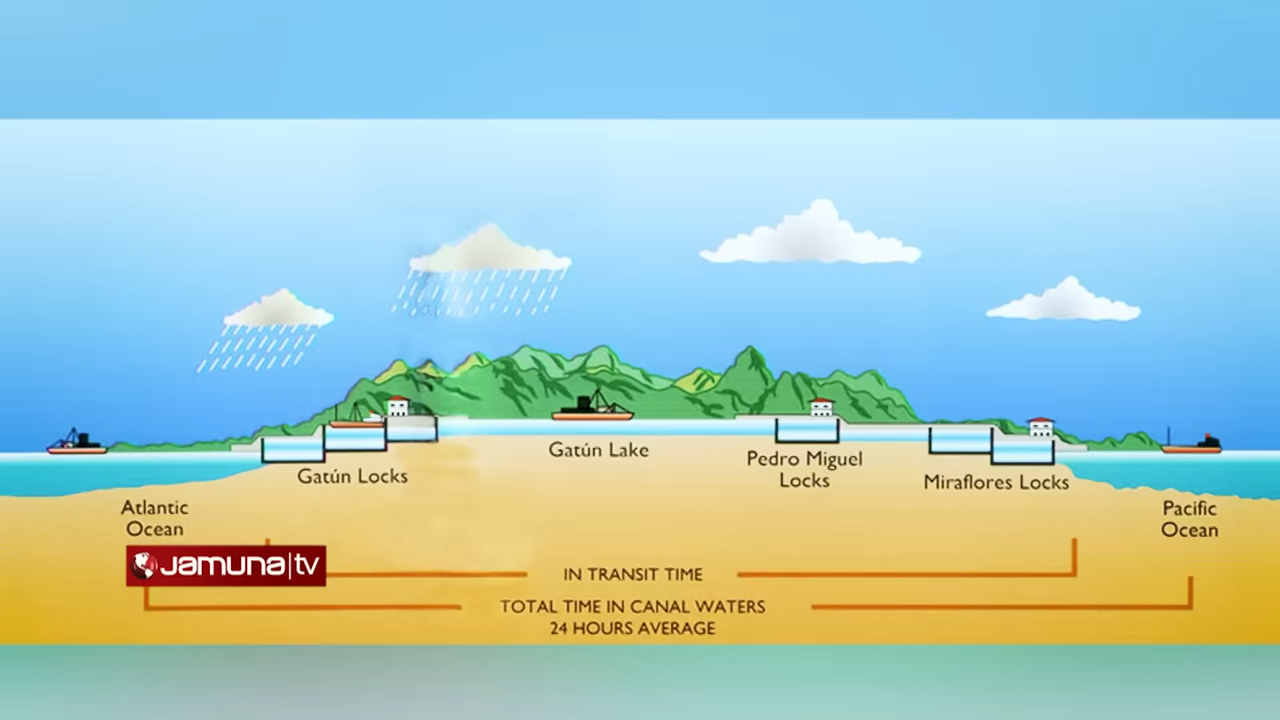 Gatún Lake
Pedro Miguel
Locks
Gatún Locks
Miraflores Locks
Atlantic
Ocean
Pacific
Ocean
Jamuna|tv
IN TRANSIT TIME
TOTAL TIME IN CANAL WATERS
24 HOURS AVERAGE